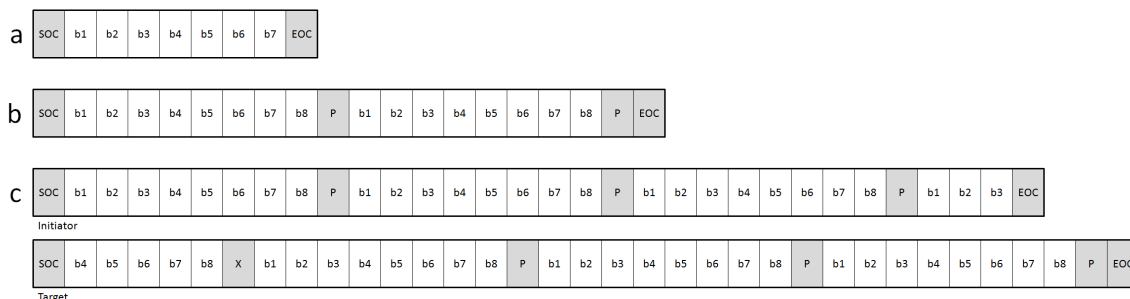 a SOC b1 b2 b3 b4 b5 b6 b7 EOC
b SOC b1 b2 b3 b4 b5 b6 b7 b8 P b1 b2 b3 b4 b5 b6 b7 b8 P EOC
c SOC b1 b2 b3 b4 b5 b6 b7 b8 P b1 b2 b3 b4 b5 b6 b7 b8 P b1 b2 b3 b4 b5 b6 b7 b8 P b1 b2 b3 EOC
Initiator
SOC b4 b5 b6 b7 b8 X b1 b2 b3 b4 b5 b6 b7 b8 P b1 b2 b3 b4 b5 b6 b7 b8 P b1 b2 b3 b4 b5 b6 b7 b8 P EOC
Target